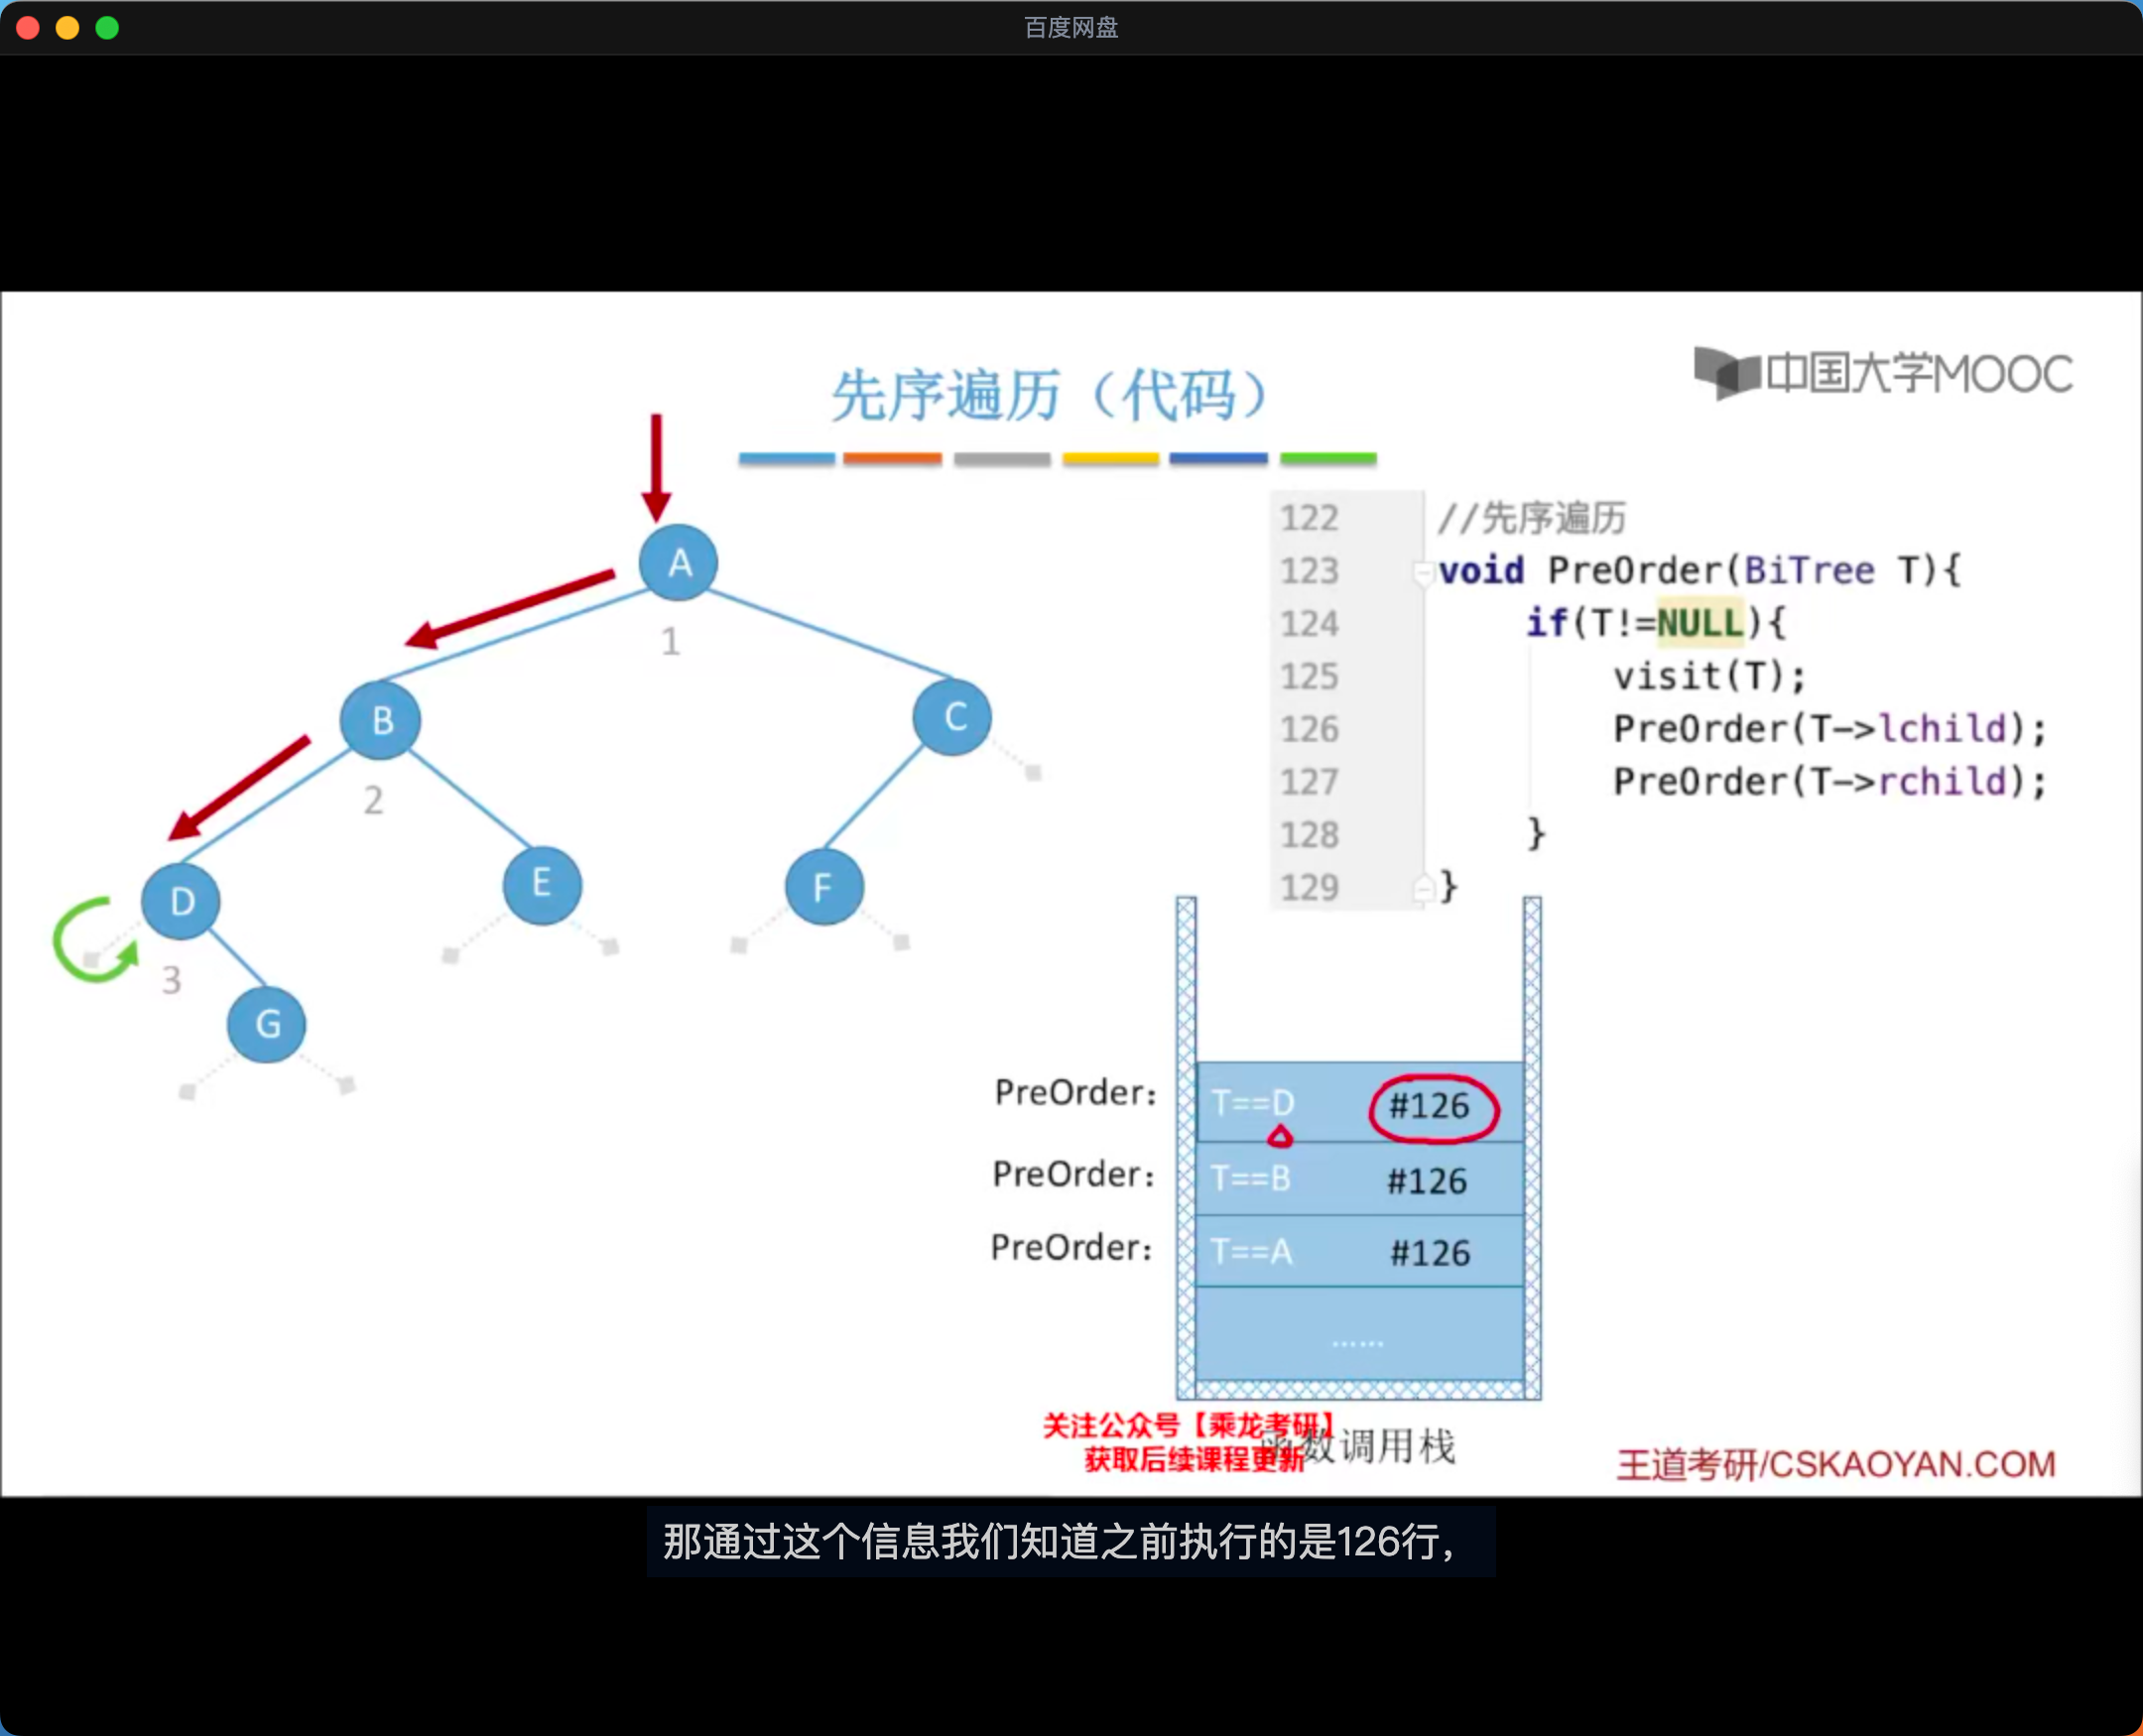 百度网盘
先序遍历（代码）
中国大学MOOC
A
1
B
C
2
D
E
F
3
G
122 //先序遍历
123 void PreOrder(BiTree T){
124 if(T!=NULL){
125 visit(T);
126 PreOrder(T->lchild);
127 PreOrder(T->rchild);
128 }
129 }
PreOrder： T==D #126
PreOrder： T==B #126
PreOrder： T==A #126
......
关注公众号【乘龙考研】
获取后续课程更新
函数调用栈
王道考研/CSKAOYAN.COM
那通过这个信息我们知道之前执行的是126行，